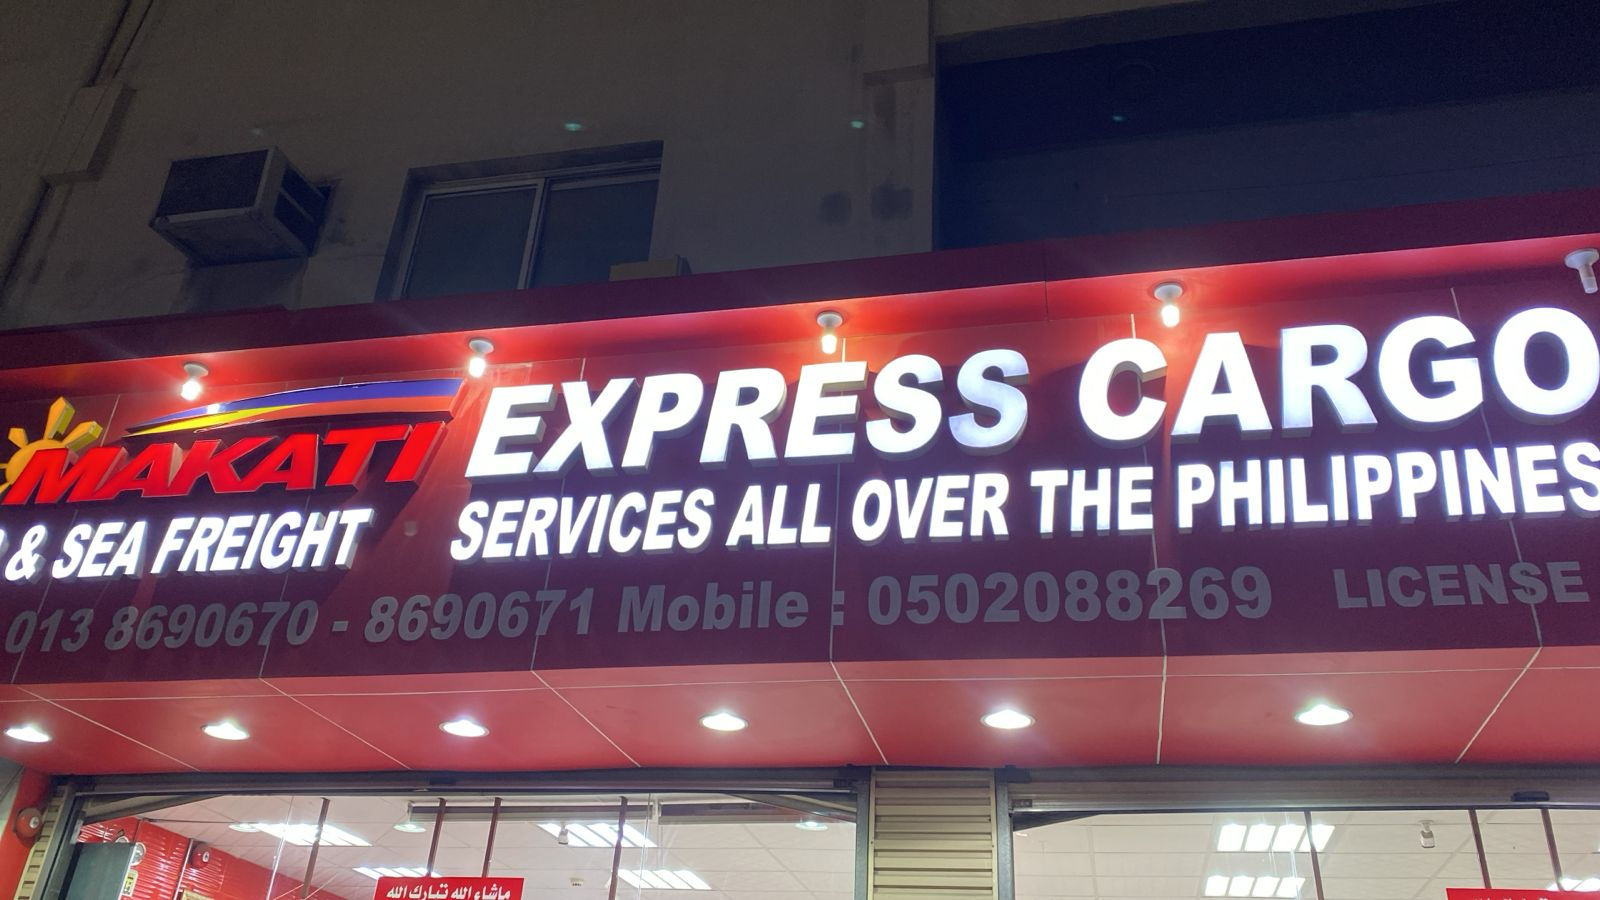 MAKATI EXPRESS CARGO
& SEA FREIGHT SERVICES ALL OVER THE PHILIPPINES
013 8690670 - 8690671 Mobile : 0502088269 LICENSE
ماشاء الله تبارك الله